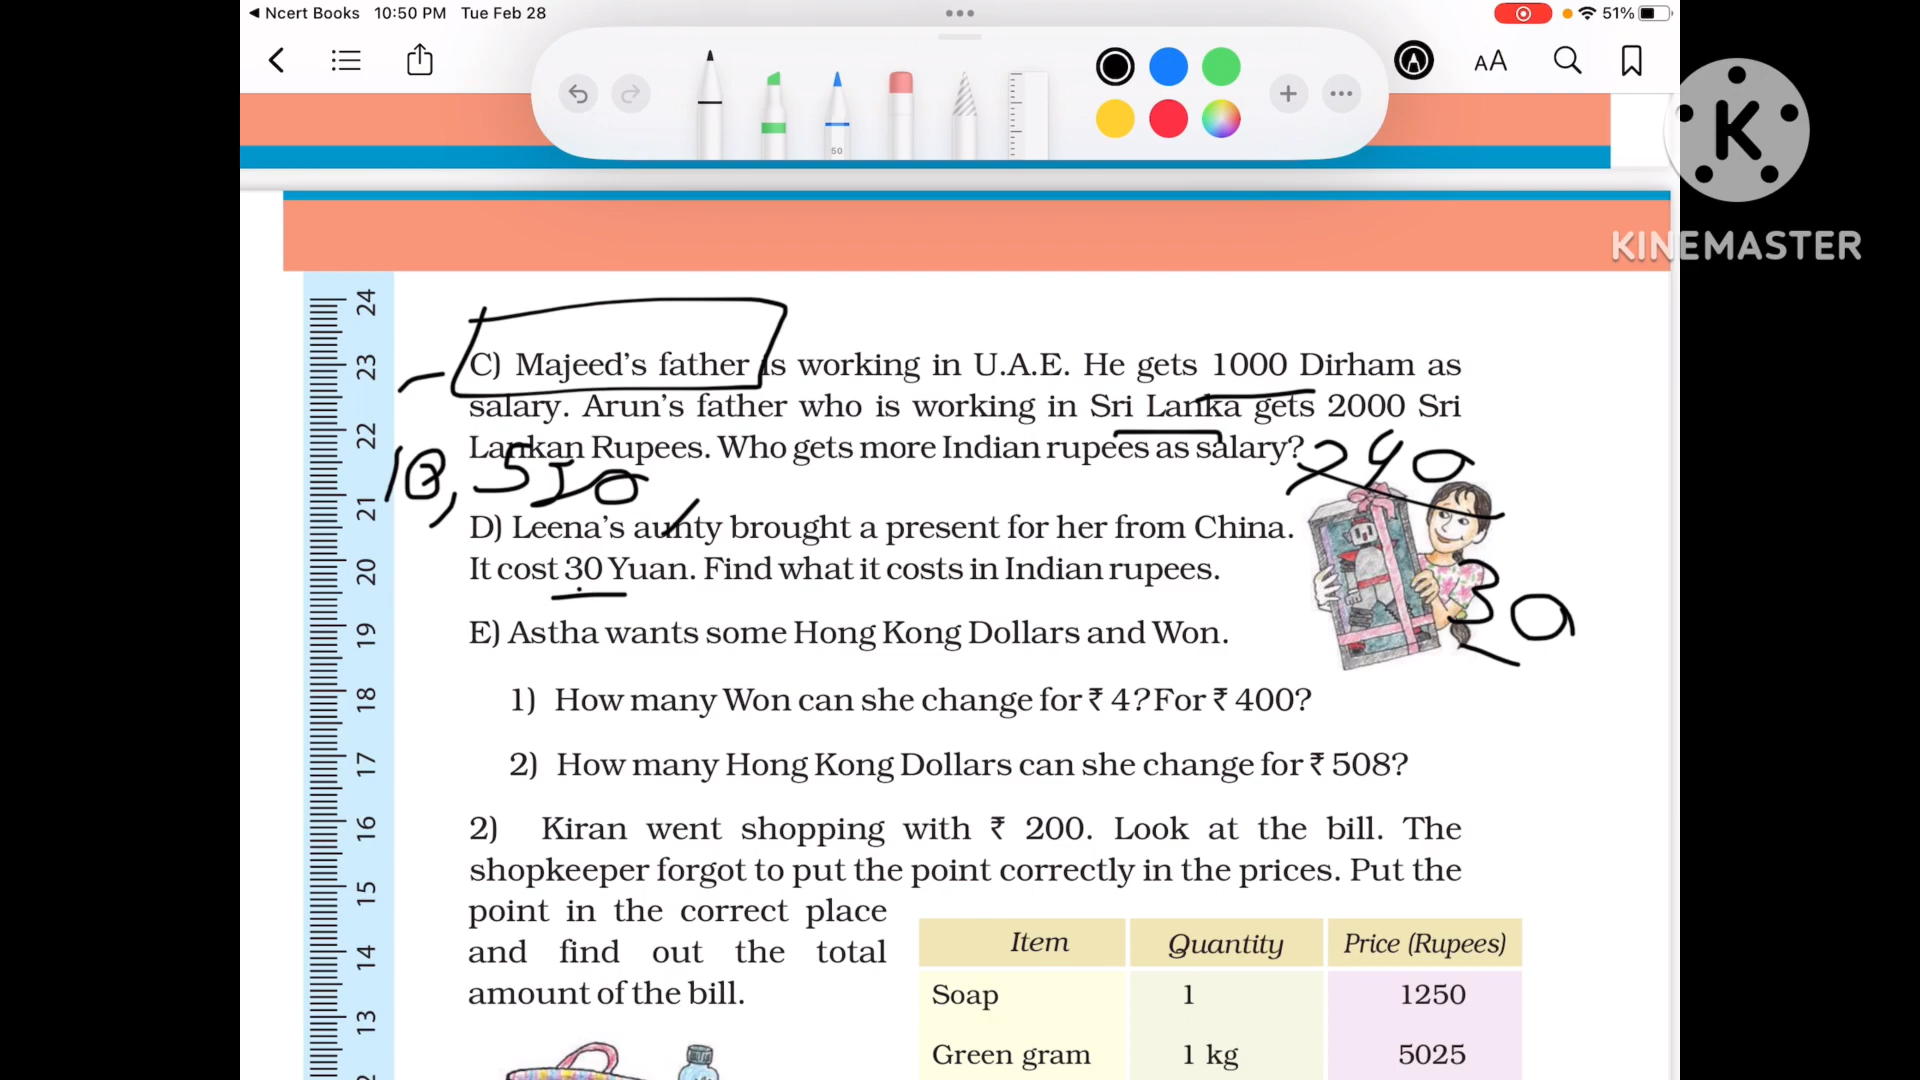 Ncert Books 10:50 PM Tue Feb 28
51%
50
AA
K
KINEMASTER
24
23
22
21
20
19
18
17
16
15
14
13
C) Majeed's father is working in U.A.E. He gets 1000 Dirham as
salary. Arun's father who is working in Sri Lanka gets 2000 Sri
Lankan Rupees. Who gets more Indian rupees as salary?
D) Leena's aunty brought a present for her from China.
It cost 30 Yuan. Find what it costs in Indian rupees.
30
E) Astha wants some Hong Kong Dollars and Won.
1) How many Won can she change for ₹ 4? For ₹ 400?
2) How many Hong Kong Dollars can she change for ₹ 508?
2) Kiran went shopping with ₹ 200. Look at the bill. The
shopkeeper forgot to put the point correctly in the prices. Put the
point in the correct place
and find out the total
amount of the bill.
Item Quantity Price (Rupees)
Soap 1 1250
Green gram 1 kg 5025